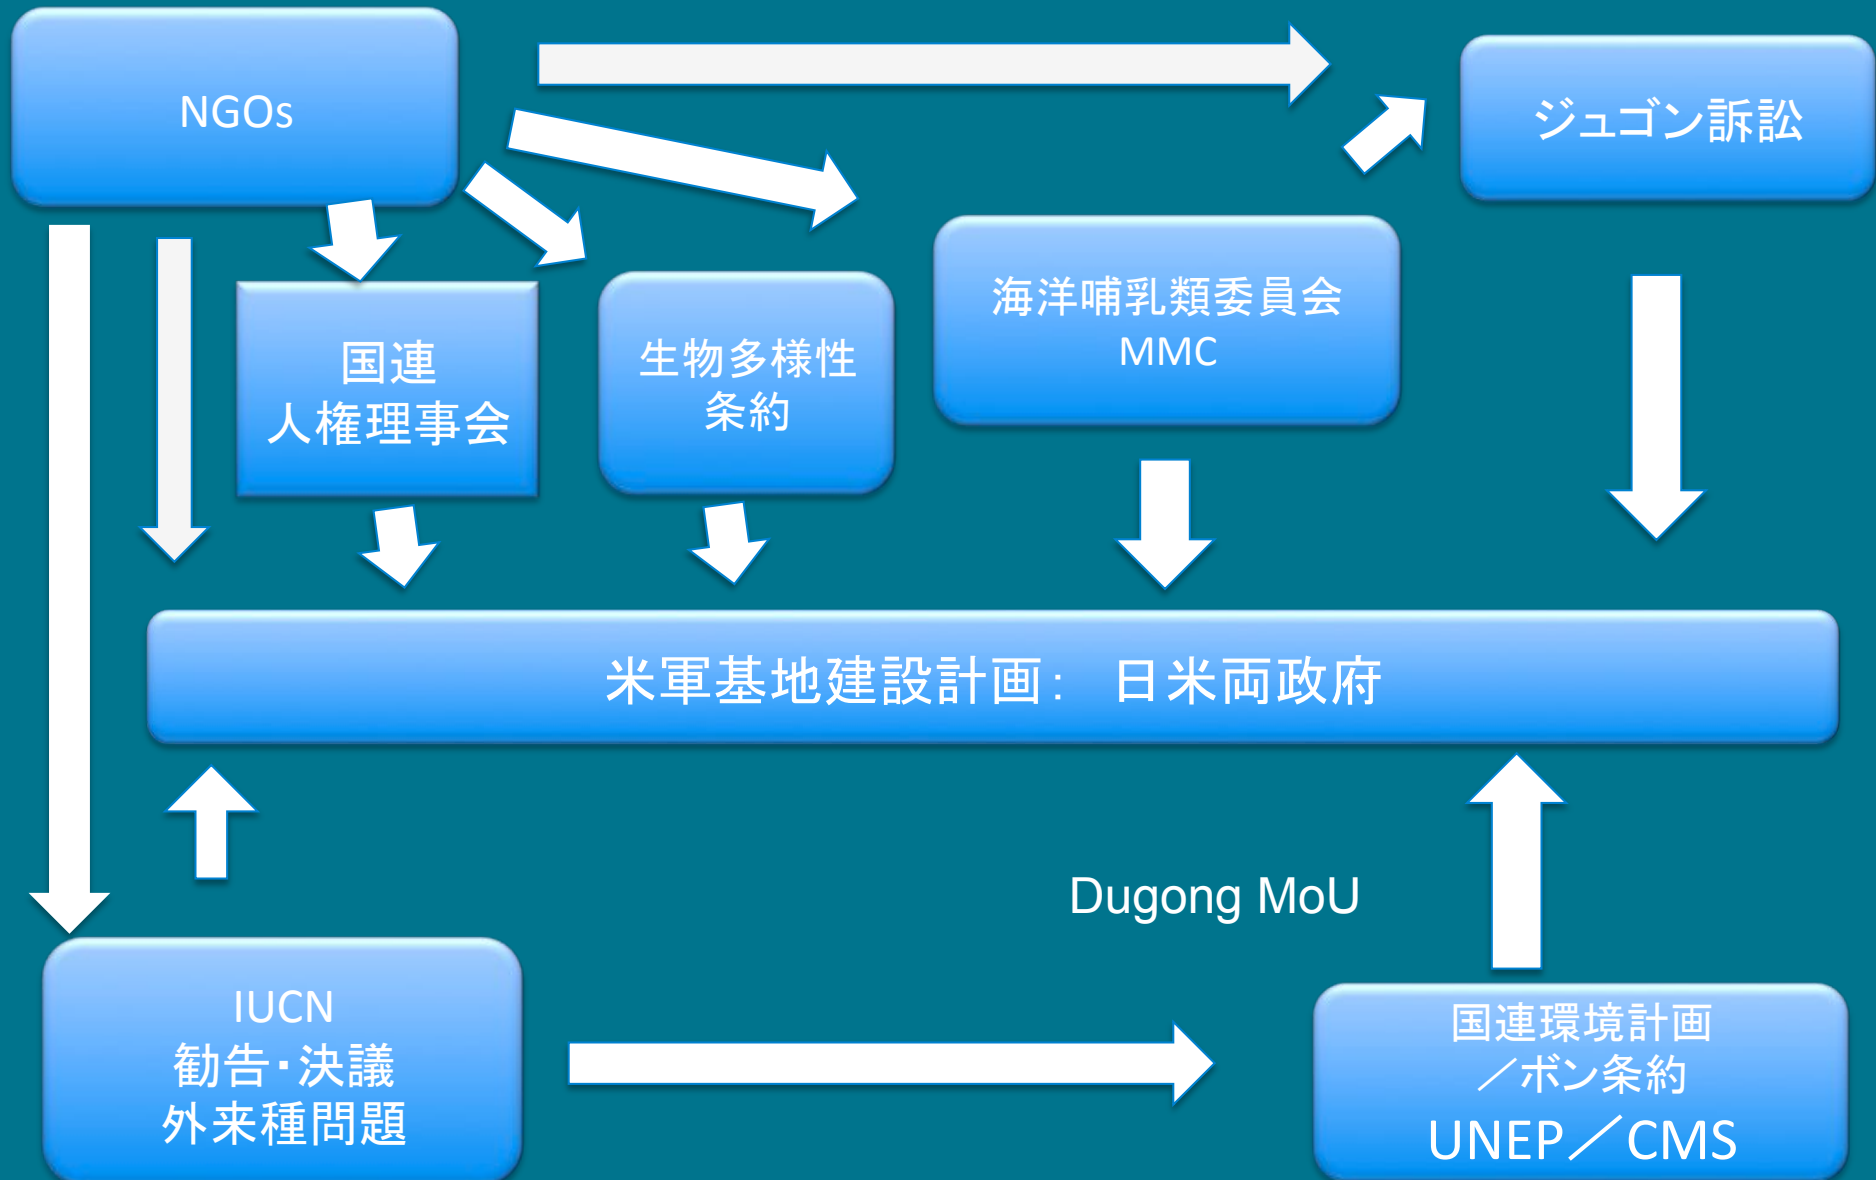 NGOs
ジュゴン訴訟
国連
人権理事会
生物多様性
条約
海洋哺乳類委員会
MMC
米軍基地建設計画:　日米両政府
Dugong MoU
IUCN
勧告・決議
外来種問題
国連環境計画
／ボン条約
UNEP／CMS